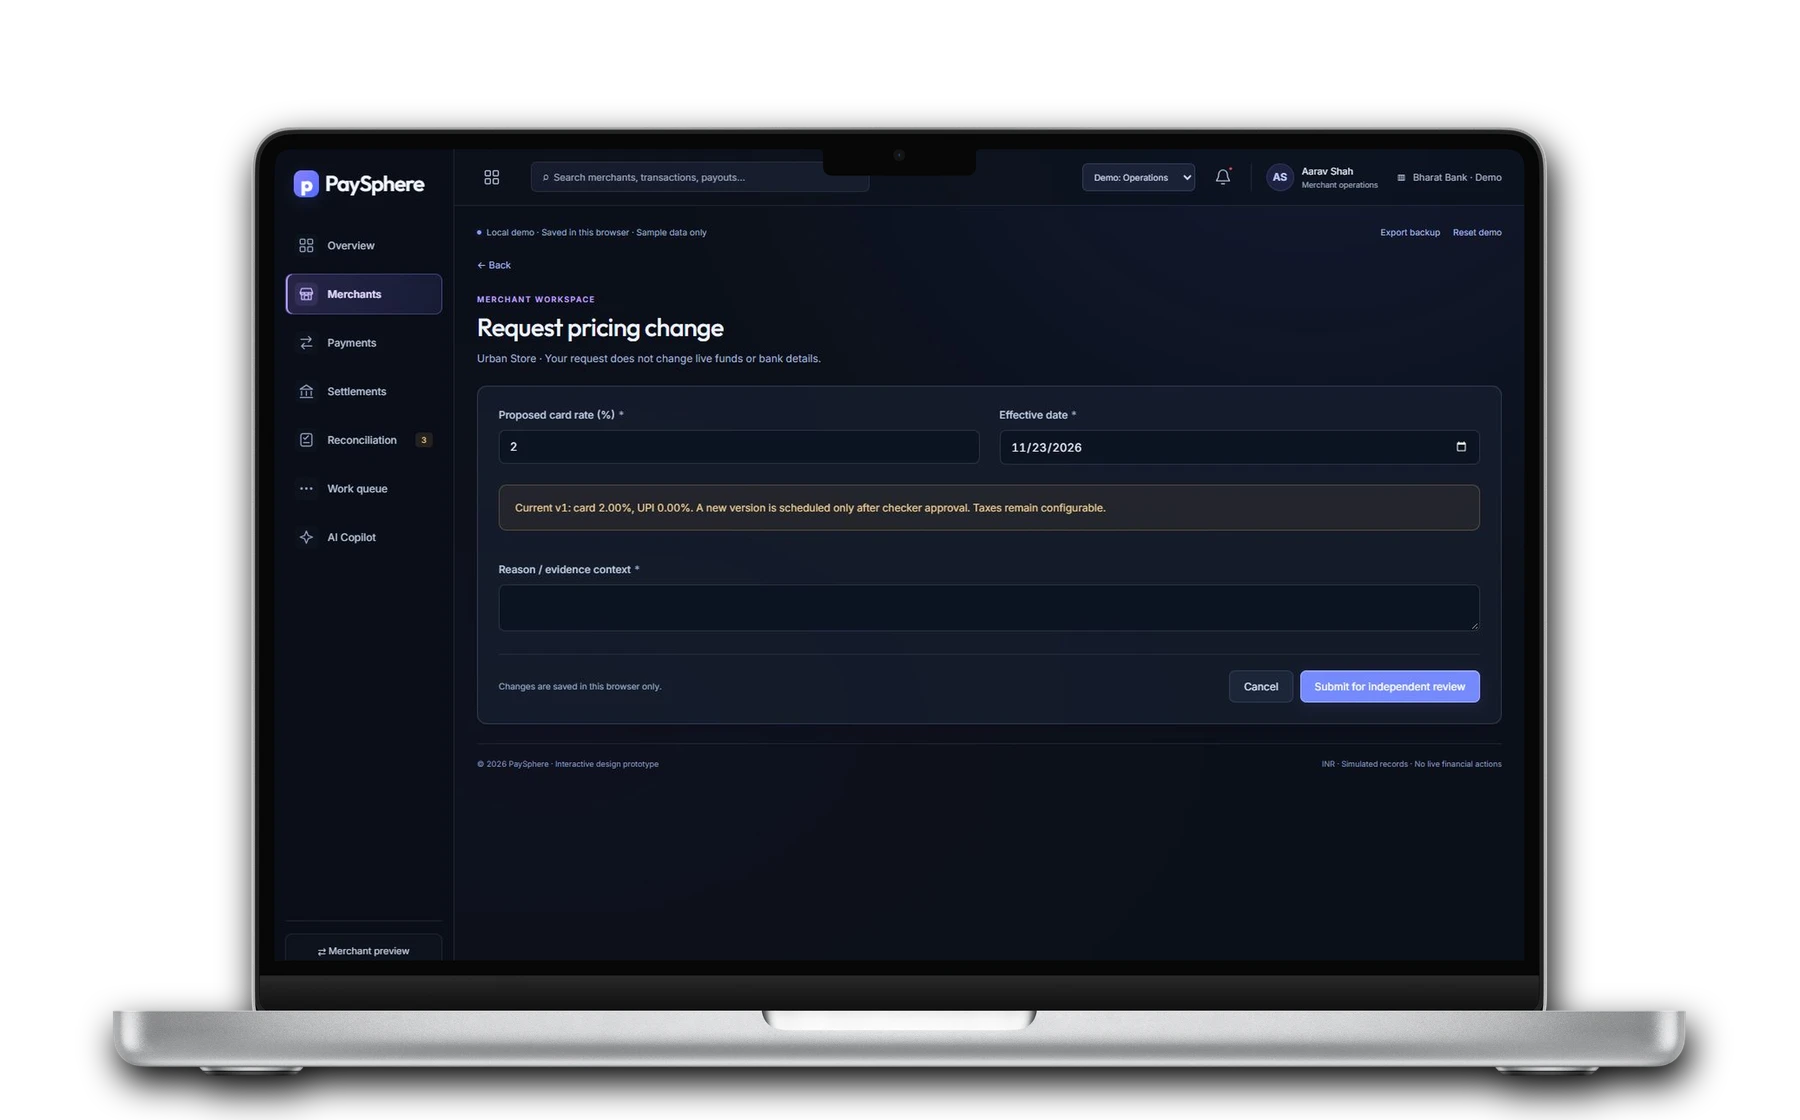 p PaySphere
Search merchants, transactions, payouts...
Demo: Operations
AS
Aarav Shah
Merchant operations
Bharat Bank · Demo
Overview
Merchants
Payments
Settlements
Reconciliation 3
Work queue
AI Copilot
⇄ Merchant preview
Local demo · Saved in this browser · Sample data only
Export backup Reset demo
← Back
MERCHANT WORKSPACE
Request pricing change
Urban Store · Your request does not change live funds or bank details.
Proposed card rate (%) *
2
Effective date *
11/23/2026
Current v1: card 2.00%, UPI 0.00%. A new version is scheduled only after checker approval. Taxes remain configurable.
Reason / evidence context *
Changes are saved in this browser only.
Cancel
Submit for independent review
© 2026 PaySphere · Interactive design prototype
INR · Simulated records · No live financial actions